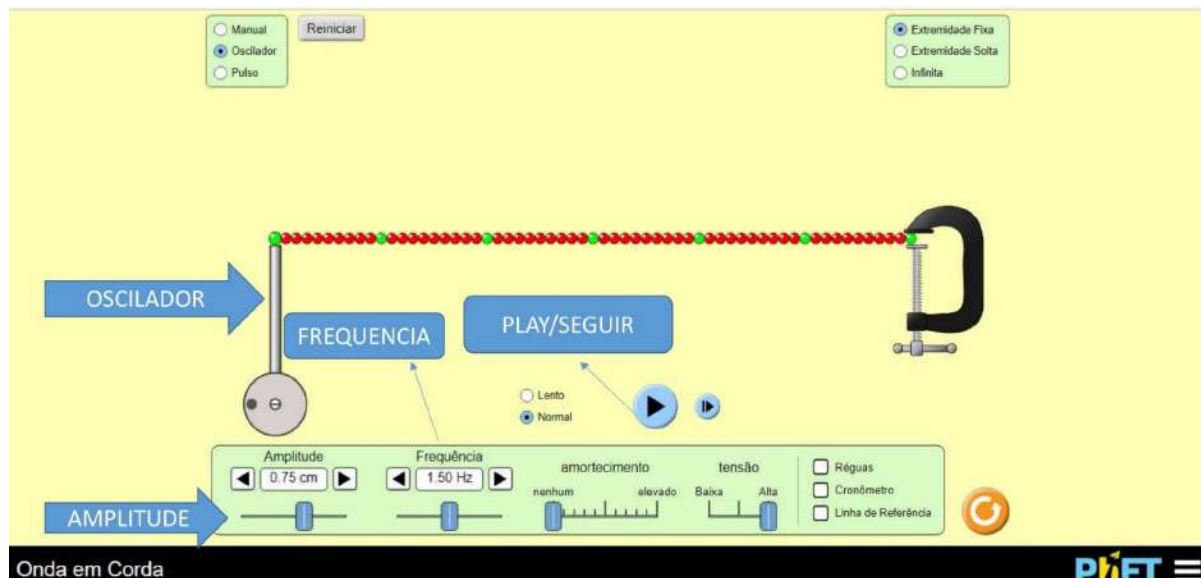 Manual
Oscilador
Pulso
Reiniciar
Extremidade Fixa
Extremidade Solta
Infinita
OSCILADOR
FREQUENCIA
PLAY/SEGUIR
Lento
Normal
Amplitude
0.75 cm
Frequência
1.50 Hz
amortecimento
nenhum
elevado
tensão
Baixa
Alta
Réguas
Cronômetro
Linha de Referência
AMPLITUDE
Onda em Corda
PhET